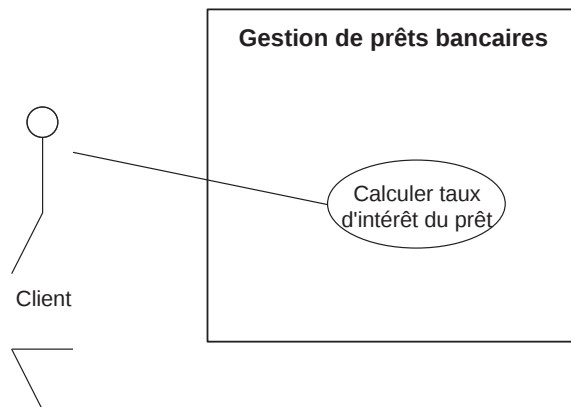 Gestion de prêts bancaires
Calculer taux
d'intérêt du prêt
Client